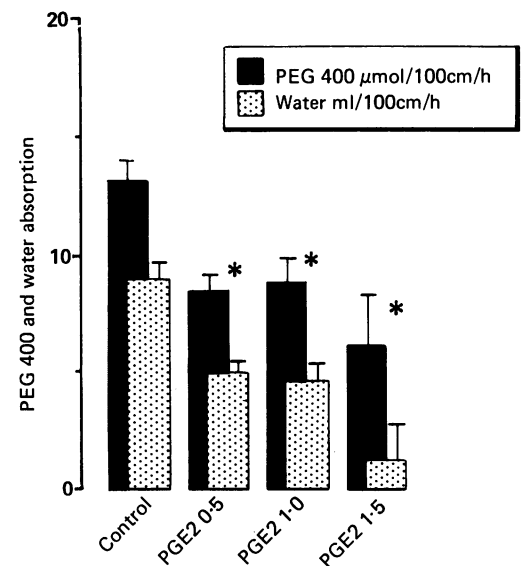 20
PEG 400 μmol/100cm/h
Water ml/100cm/h
PEG 400 and water absorption
10
*
*
*
0
Control
PGE2 0·5
PGE2 1·0
PGE2 1·5